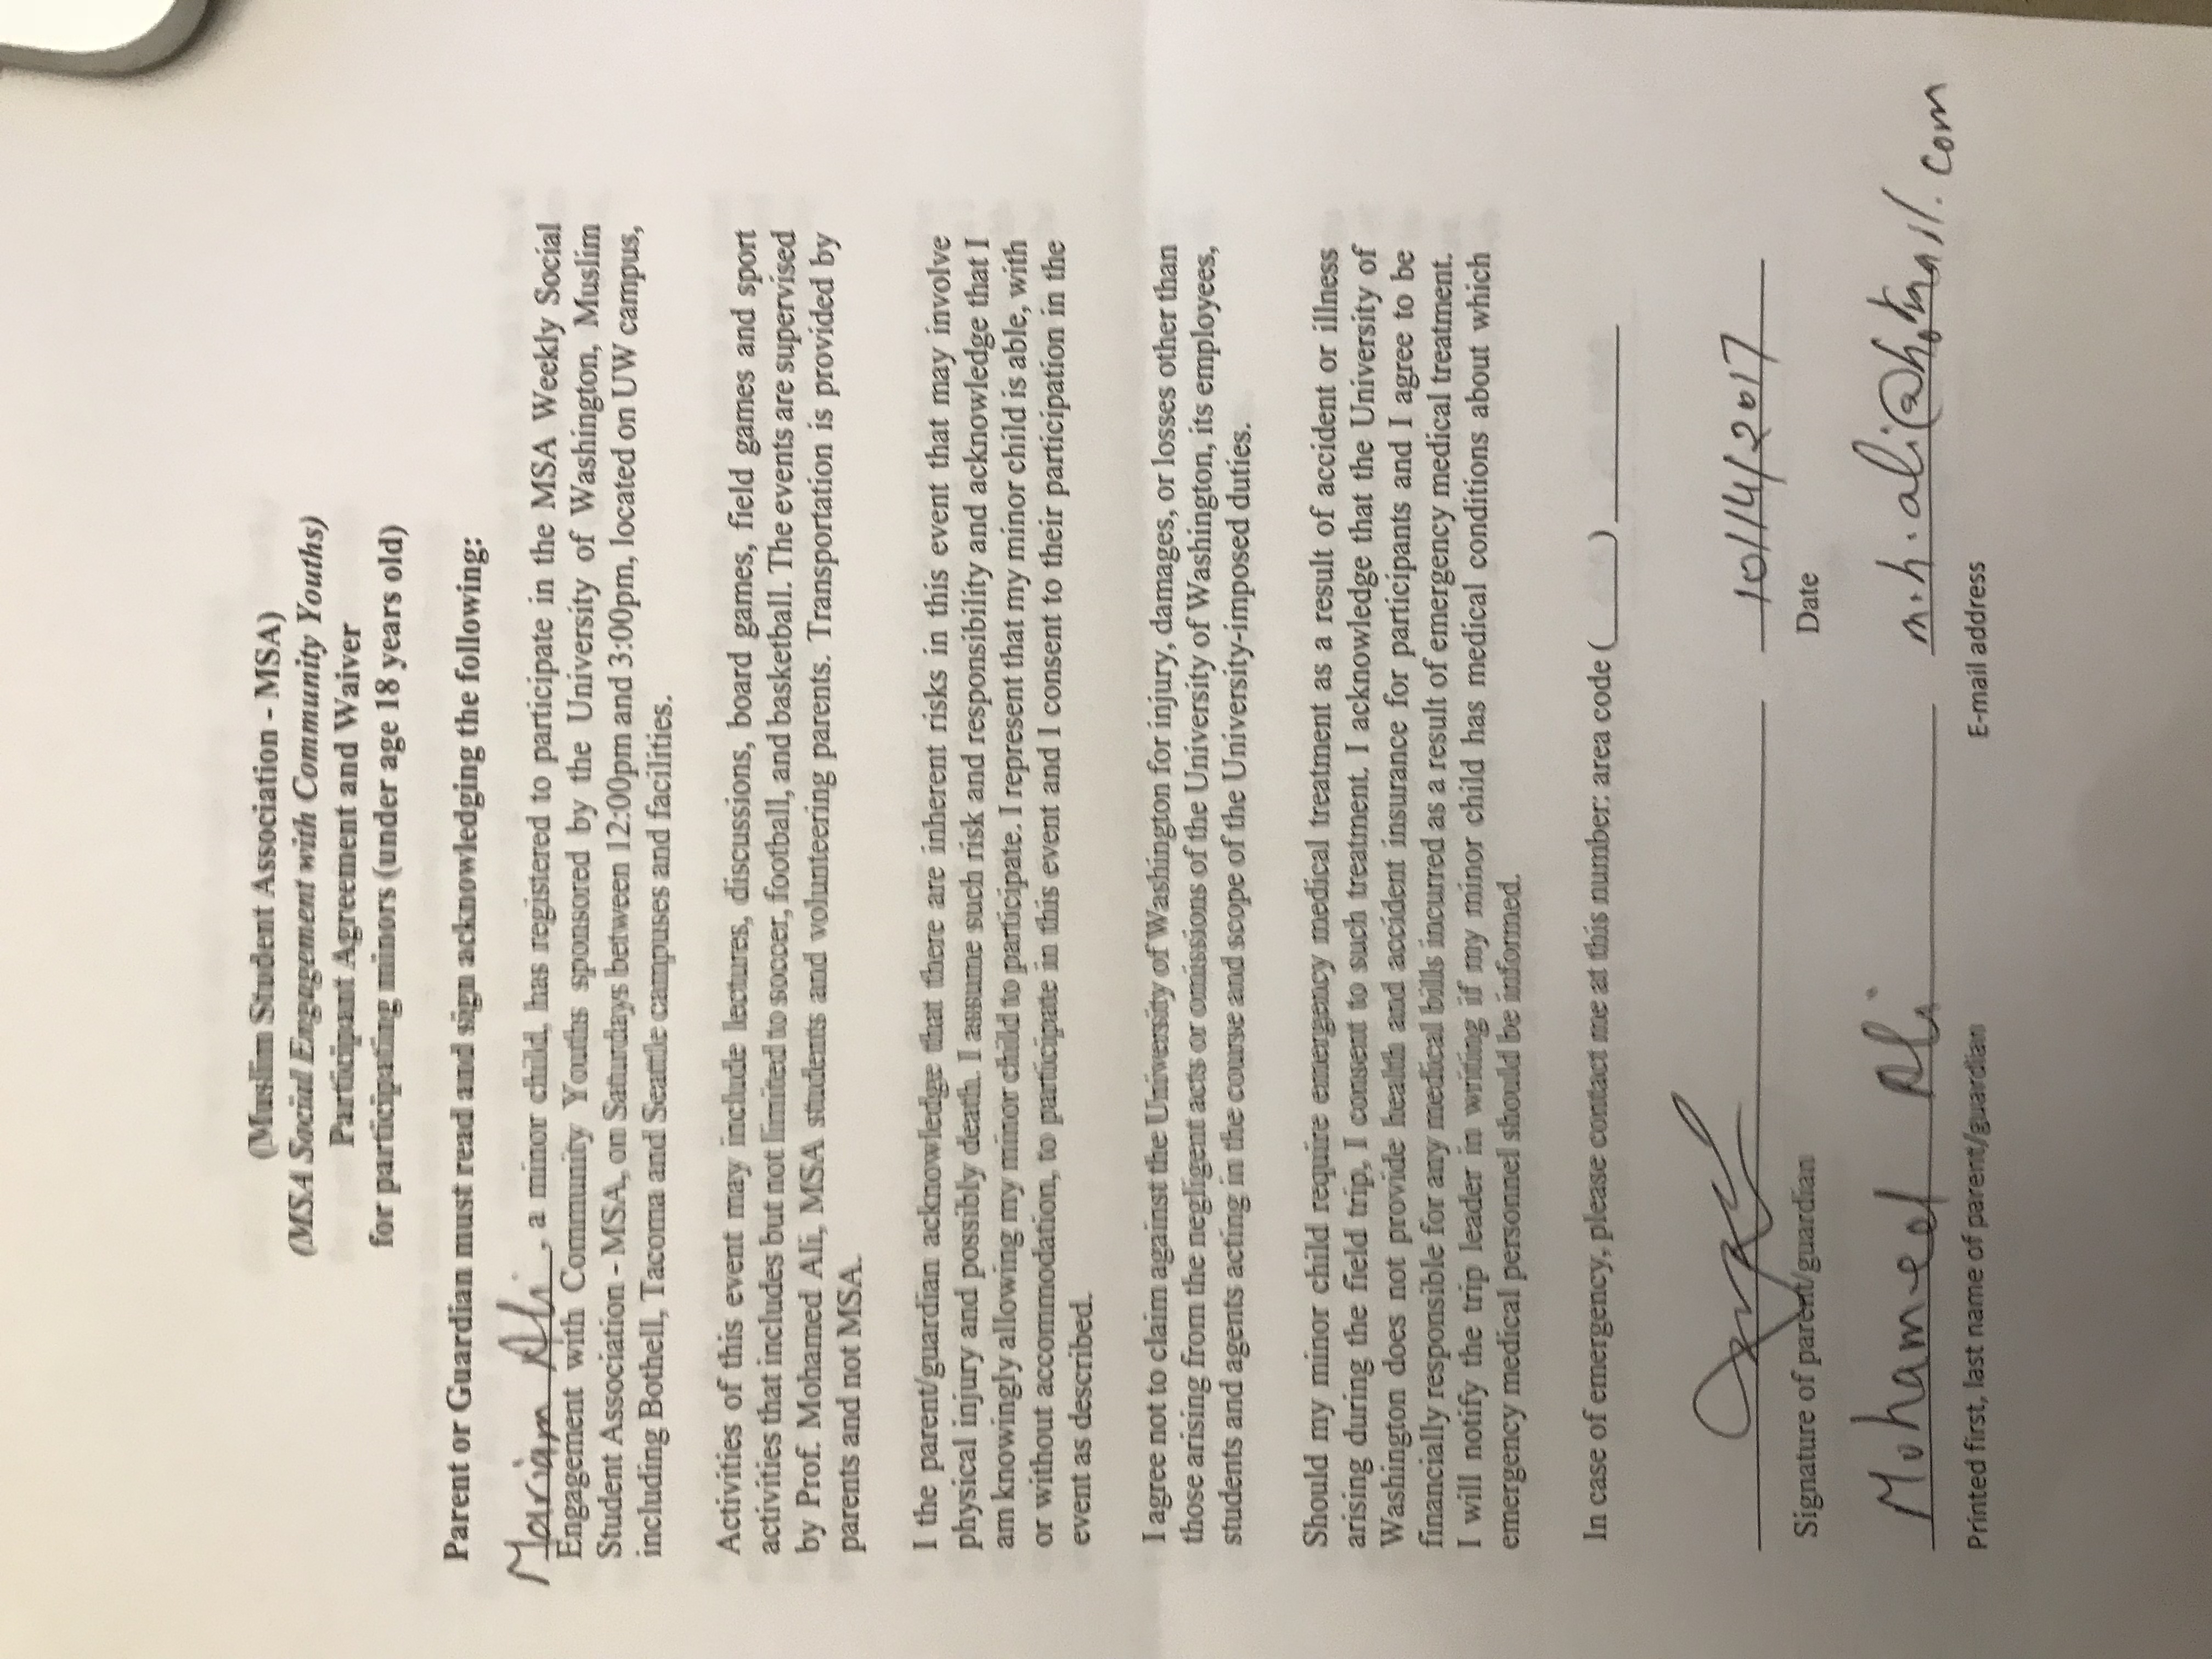 (Muslim Student Association - MSA)
(MSA Social Engagement with Community Youths)
Participant Agreement and Waiver
for participating minors (under age 18 years old)
Parent or Guardian must read and sign acknowledging the following:
Mariam Ali, a minor child, has registered to participate in the MSA Weekly Social
Engagement with Community Youths sponsored by the University of Washington, Muslim
Student Association - MSA, on Saturdays between 12:00pm and 3:00pm, located on UW campus,
including Bothell, Tacoma and Seattle campuses and facilities.
Activities of this event may include lectures, discussions, board games, field games and sport
activities that includes but not limited to soccer, football, and basketball. The events are supervised
by Prof. Mohamed Ali, MSA students and volunteering parents. Transportation is provided by
parents and not MSA.
I the parent/guardian acknowledge that there are inherent risks in this event that may involve
physical injury and possibly death. I assume such risk and responsibility and acknowledge that I
am knowingly allowing my minor child to participate. I represent that my minor child is able, with
or without accommodation, to participate in this event and I consent to their participation in the
event as described.
I agree not to claim against the University of Washington for injury, damages, or losses other than
those arising from the negligent acts or omissions of the University of Washington, its employees,
students and agents acting in the course and scope of the University-imposed duties.
Should my minor child require emergency medical treatment as a result of accident or illness
arising during the field trip, I consent to such treatment. I acknowledge that the University of
Washington does not provide health and accident insurance for participants and I agree to be
financially responsible for any medical bills incurred as a result of emergency medical treatment.
I will notify the trip leader in writing if my minor child has medical conditions about which
emergency medical personnel should be informed.
In case of emergency, please contact me at this number: area code (_____) __________
10/14/2017
Signature of parent/guardian Date
Mohamed Ali m.h.ali@hotmail.com
Printed first, last name of parent/guardian E-mail address